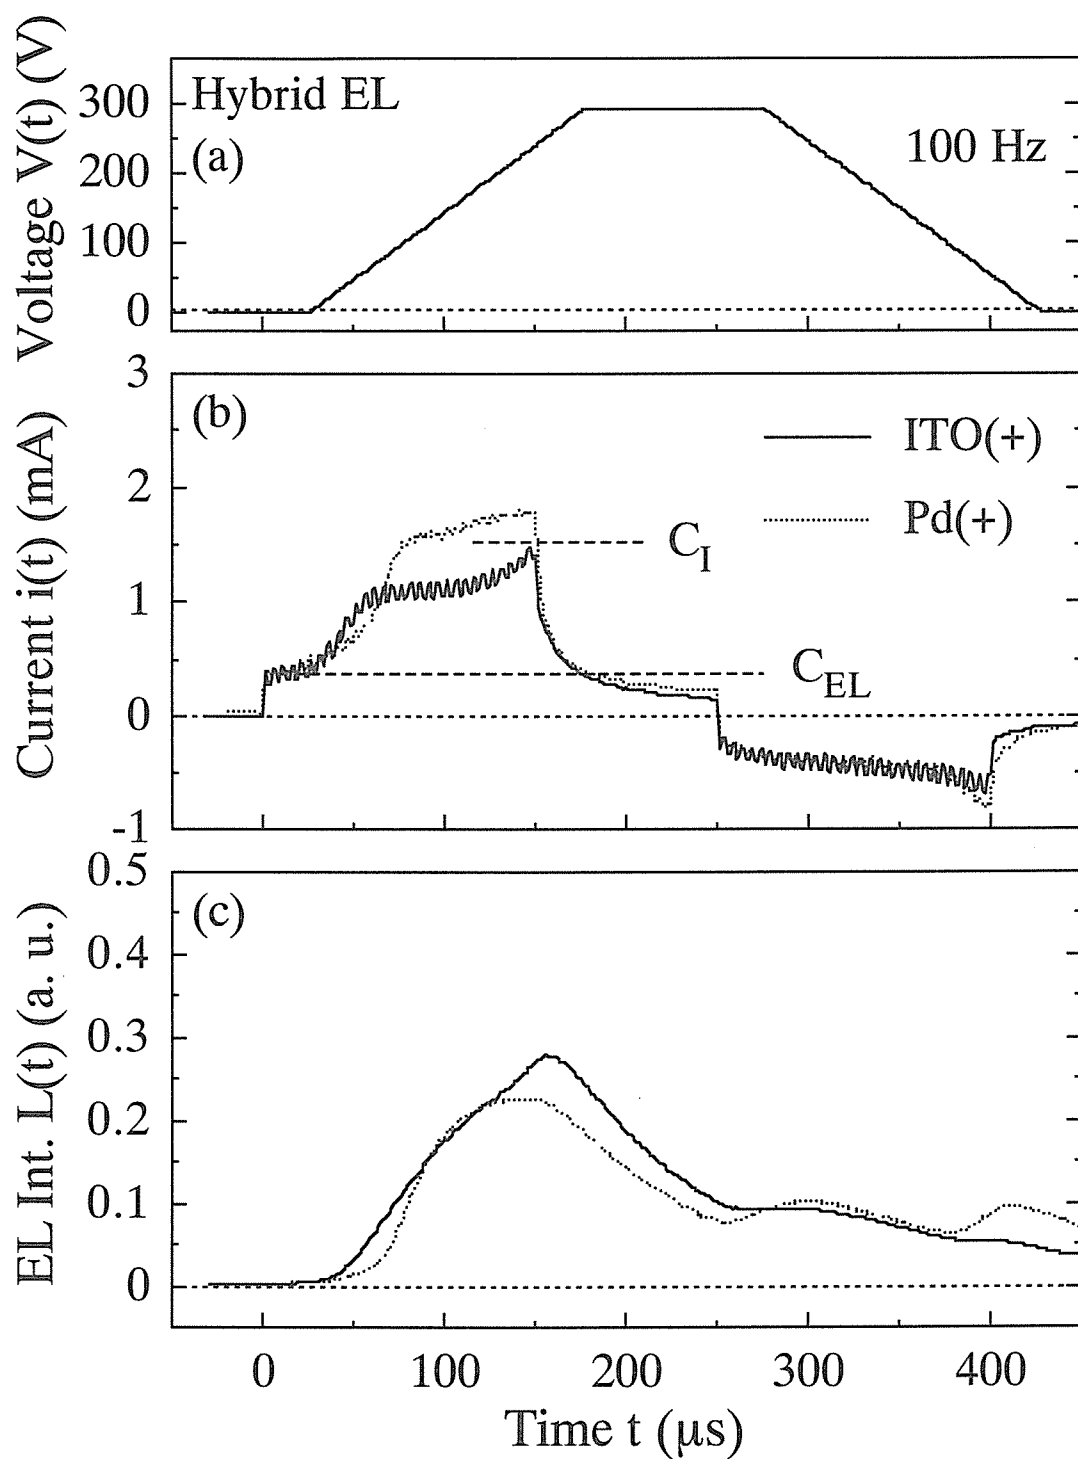 Voltage V(t) (V)
300
200
100
0
Hybrid EL
(a)
100 Hz
Current i(t) (mA)
3
2
1
0
-1
(b)
ITO(+)
Pd(+)
C_I
C_EL
EL Int. L(t) (a. u.)
0.5
0.4
0.3
0.2
0.1
0
(c)
0 100 200 300 400
Time t (μs)